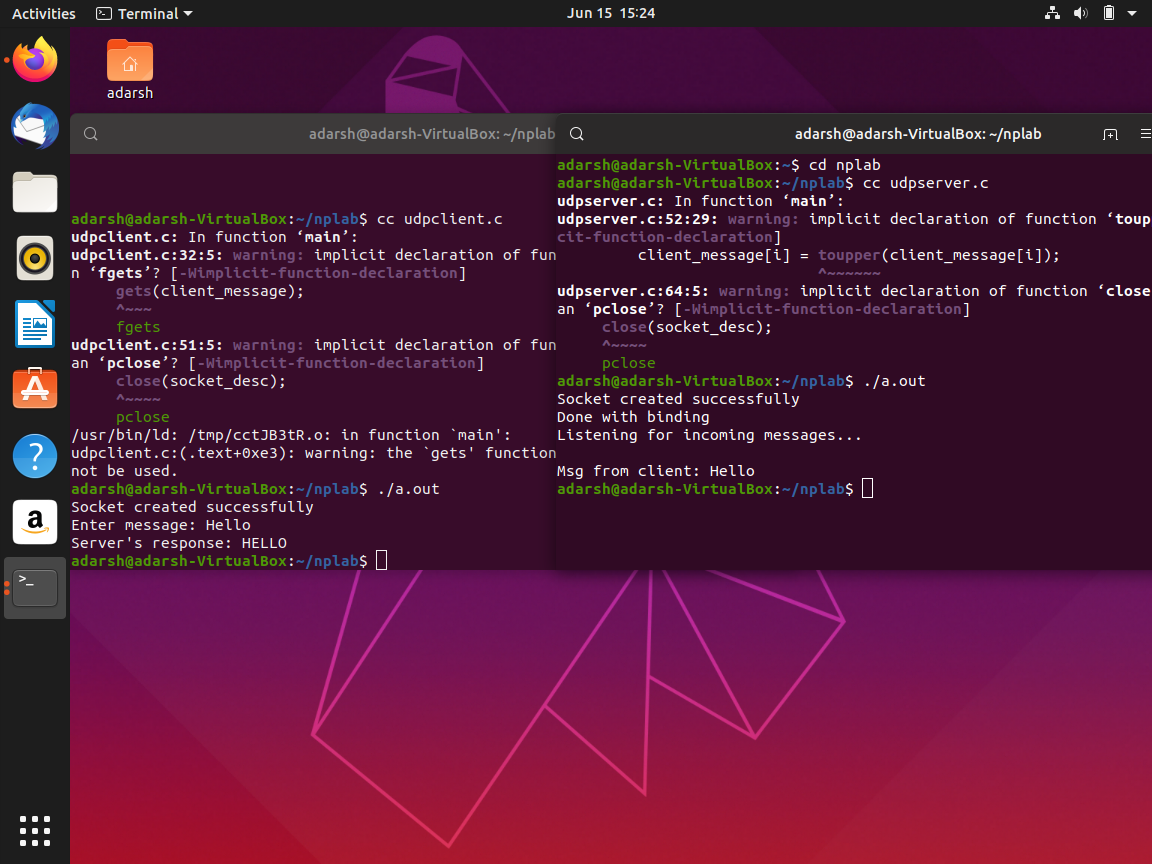 Activities Terminal Jun 15 15:24
adarsh
adarsh@adarsh-VirtualBox: ~/nplab
adarsh@adarsh-VirtualBox:~/nplab$ cc udpclient.c
udpclient.c: In function ‘main’:
udpclient.c:32:5: warning: implicit declaration of fun
n ‘fgets’? [-Wimplicit-function-declaration]
gets(client_message);
^~~~
fgets
udpclient.c:51:5: warning: implicit declaration of fun
an ‘pclose’? [-Wimplicit-function-declaration]
close(socket_desc);
^~~~~
pclose
/usr/bin/ld: /tmp/cctJB3tR.o: in function `main':
udpclient.c:(.text+0xe3): warning: the `gets' function
not be used.
adarsh@adarsh-VirtualBox:~/nplab$ ./a.out
Socket created successfully
Enter message: Hello
Server's response: HELLO
adarsh@adarsh-VirtualBox:~/nplab$
adarsh@adarsh-VirtualBox: ~/nplab
adarsh@adarsh-VirtualBox:~$ cd nplab
adarsh@adarsh-VirtualBox:~/nplab$ cc udpserver.c
udpserver.c: In function ‘main’:
udpserver.c:52:29: warning: implicit declaration of function ‘toup
cit-function-declaration]
client_message[i] = toupper(client_message[i]);
^~~~~~~
udpserver.c:64:5: warning: implicit declaration of function ‘close
an ‘pclose’? [-Wimplicit-function-declaration]
close(socket_desc);
^~~~~
pclose
adarsh@adarsh-VirtualBox:~/nplab$ ./a.out
Socket created successfully
Done with binding
Listening for incoming messages...
Msg from client: Hello
adarsh@adarsh-VirtualBox:~/nplab$